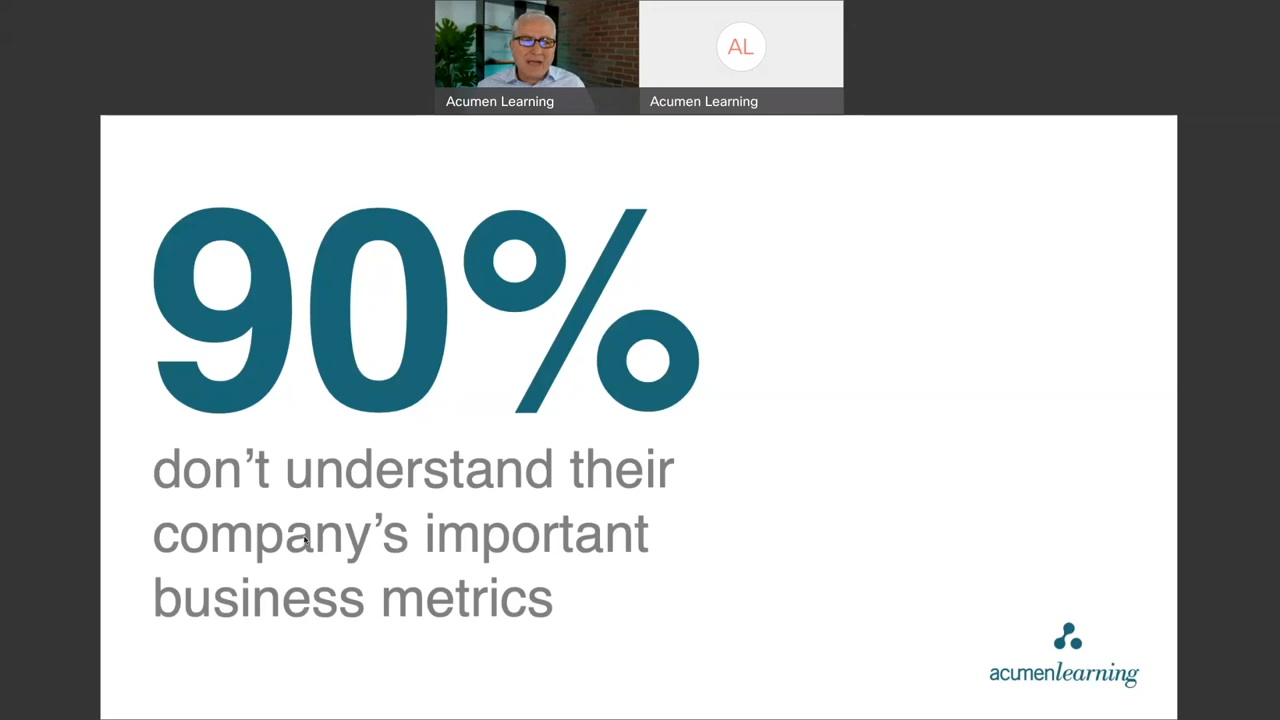 AL
Acumen Learning
Acumen Learning
90%
don’t understand their
company’s important
business metrics
acumenlearning